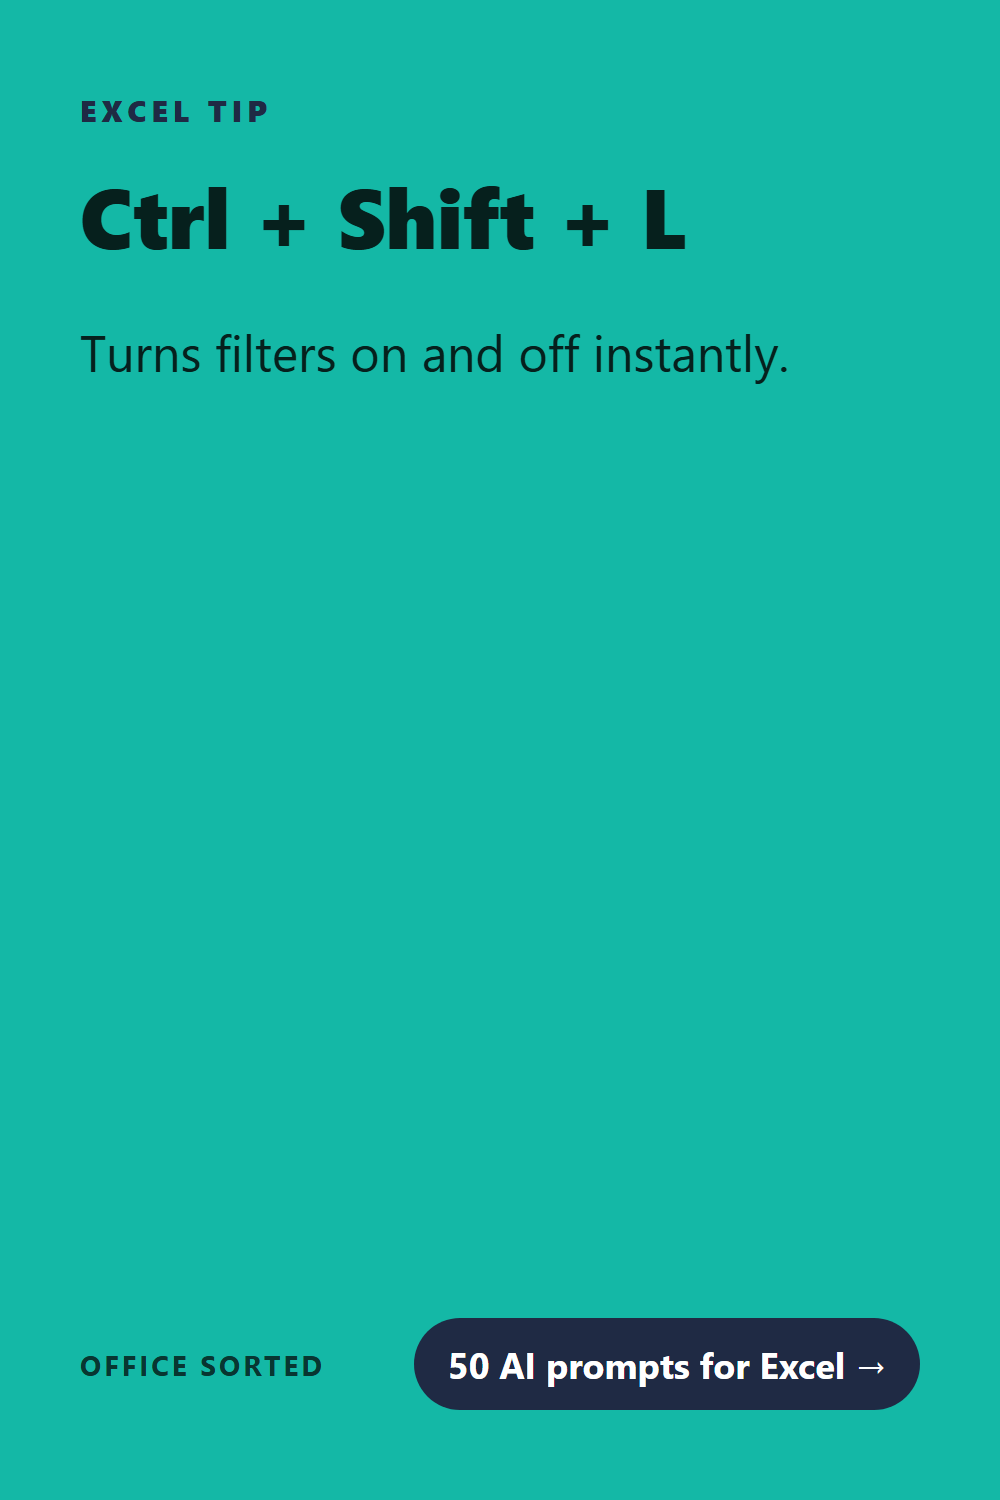 EXCEL TIP
Ctrl + Shift + L
Turns filters on and off instantly.
OFFICE SORTED
50 AI prompts for Excel →